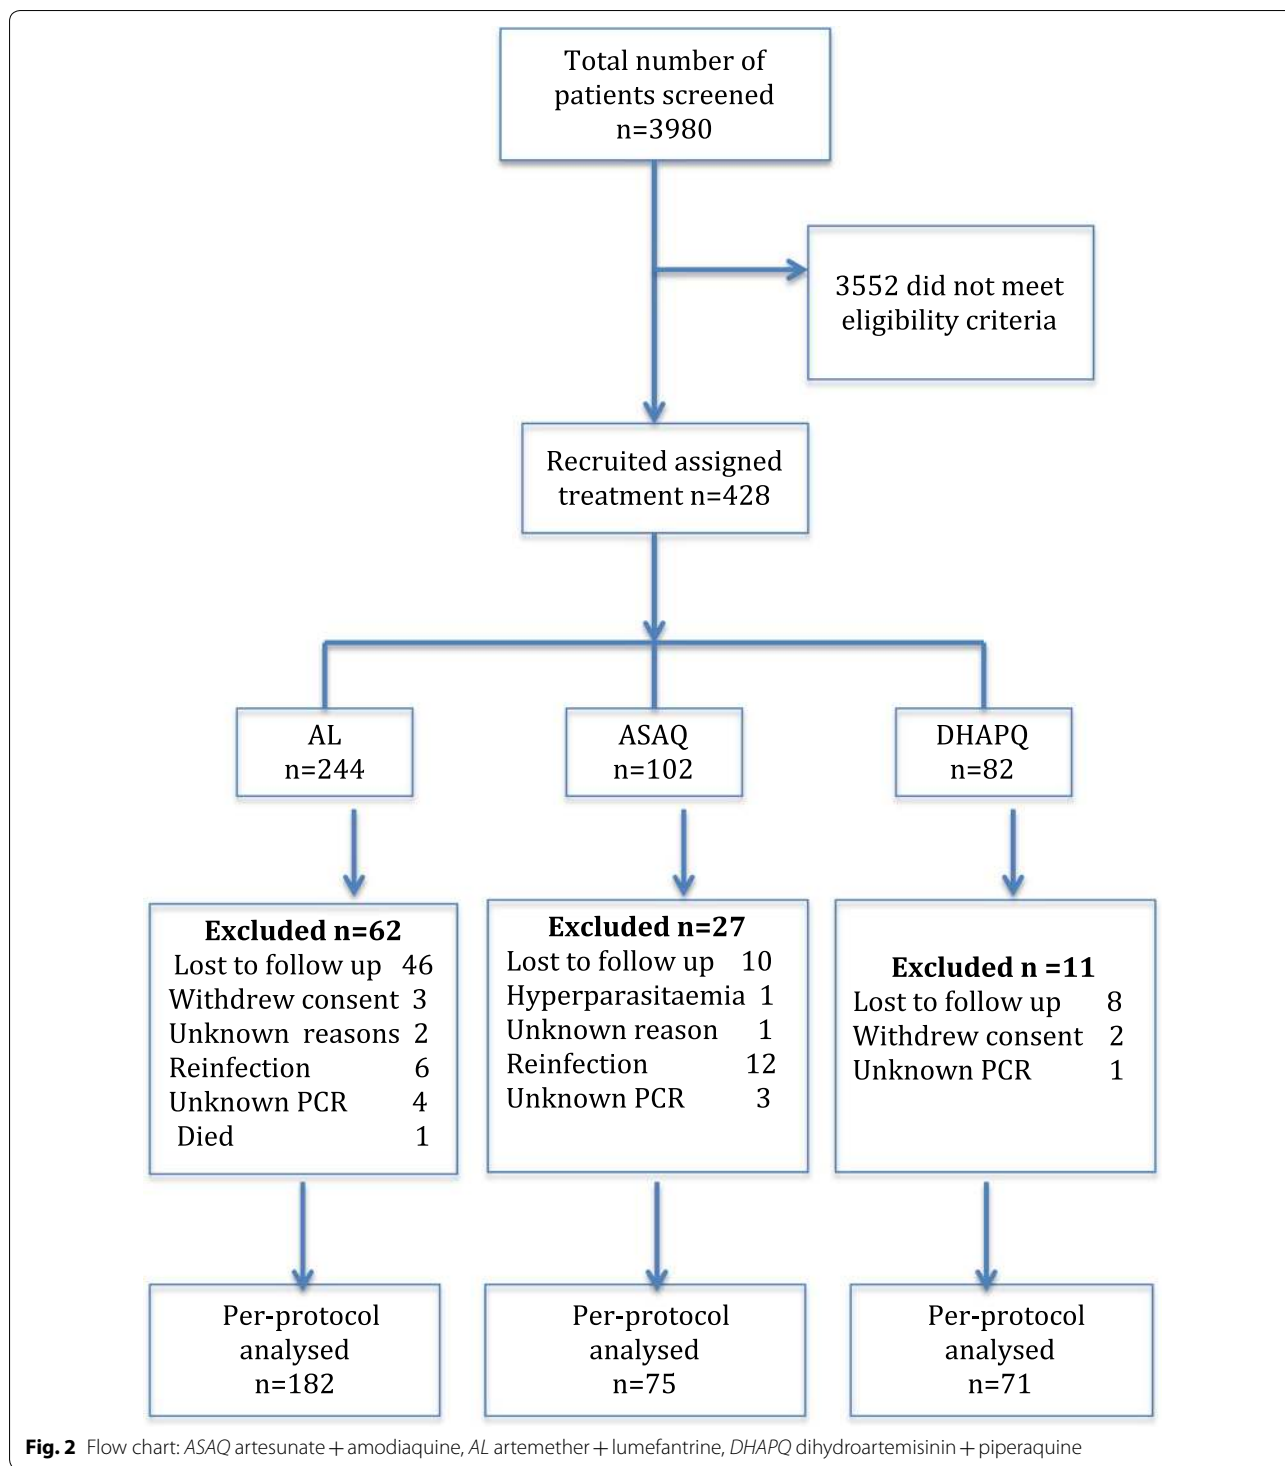 Total number of
patients screened
n=3980
3552 did not meet
eligibility criteria
Recruited assigned
treatment n=428
AL
n=244
ASAQ
n=102
DHAPQ
n=82
Excluded n=62
Lost to follow up 46
Withdrew consent 3
Unknown reasons 2
Reinfection 6
Unknown PCR 4
Died 1
Excluded n=27
Lost to follow up 10
Hyperparasitaemia 1
Unknown reason 1
Reinfection 12
Unknown PCR 3
Excluded n =11
Lost to follow up 8
Withdrew consent 2
Unknown PCR 1
Per-protocol
analysed
n=182
Per-protocol
analysed
n=75
Per-protocol
analysed
n=71
Fig. 2 Flow chart: ASAQ artesunate + amodiaquine, AL artemether + lumefantrine, DHAPQ dihydroartemisinin + piperaquine